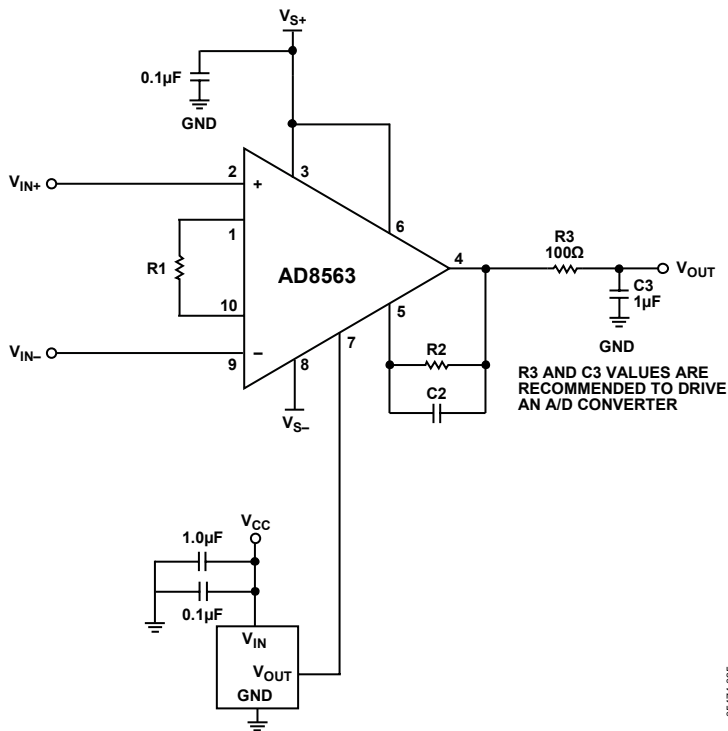 VS+
0.1µF
GND
VIN+
2
+
3
1
6
R1
AD8563
4
R3
100Ω
VOUT
C3
1µF
GND
10
5
R2
C2
VIN–
9
–
8
7
VS–
R3 AND C3 VALUES ARE
RECOMMENDED TO DRIVE
AN A/D CONVERTER
VCC
1.0µF
0.1µF
VIN
VOUT
GND